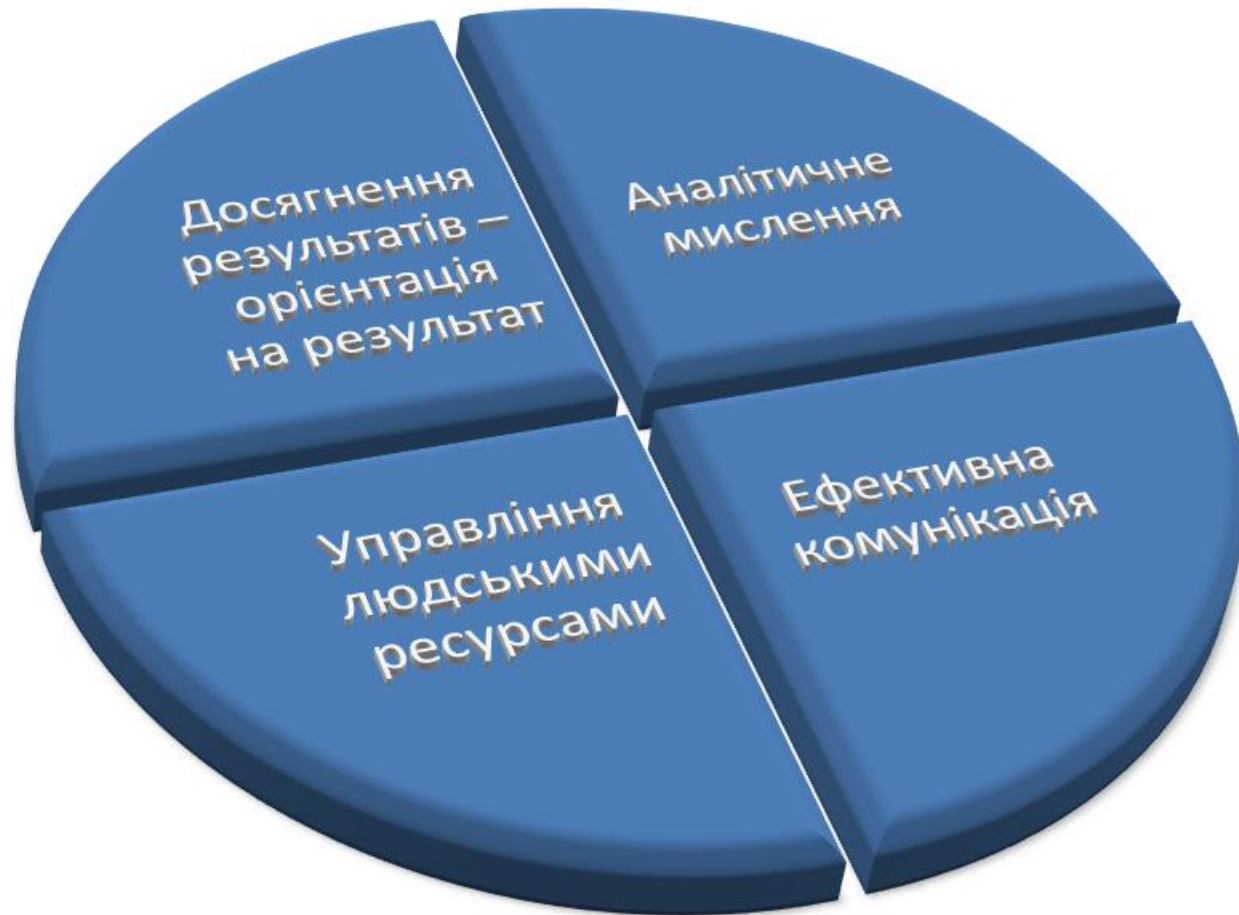 Досягнення
результатів –
орієнтація
на результат
Аналітичне
мислення
Управління
людськими
ресурсами
Ефективна
комунікація